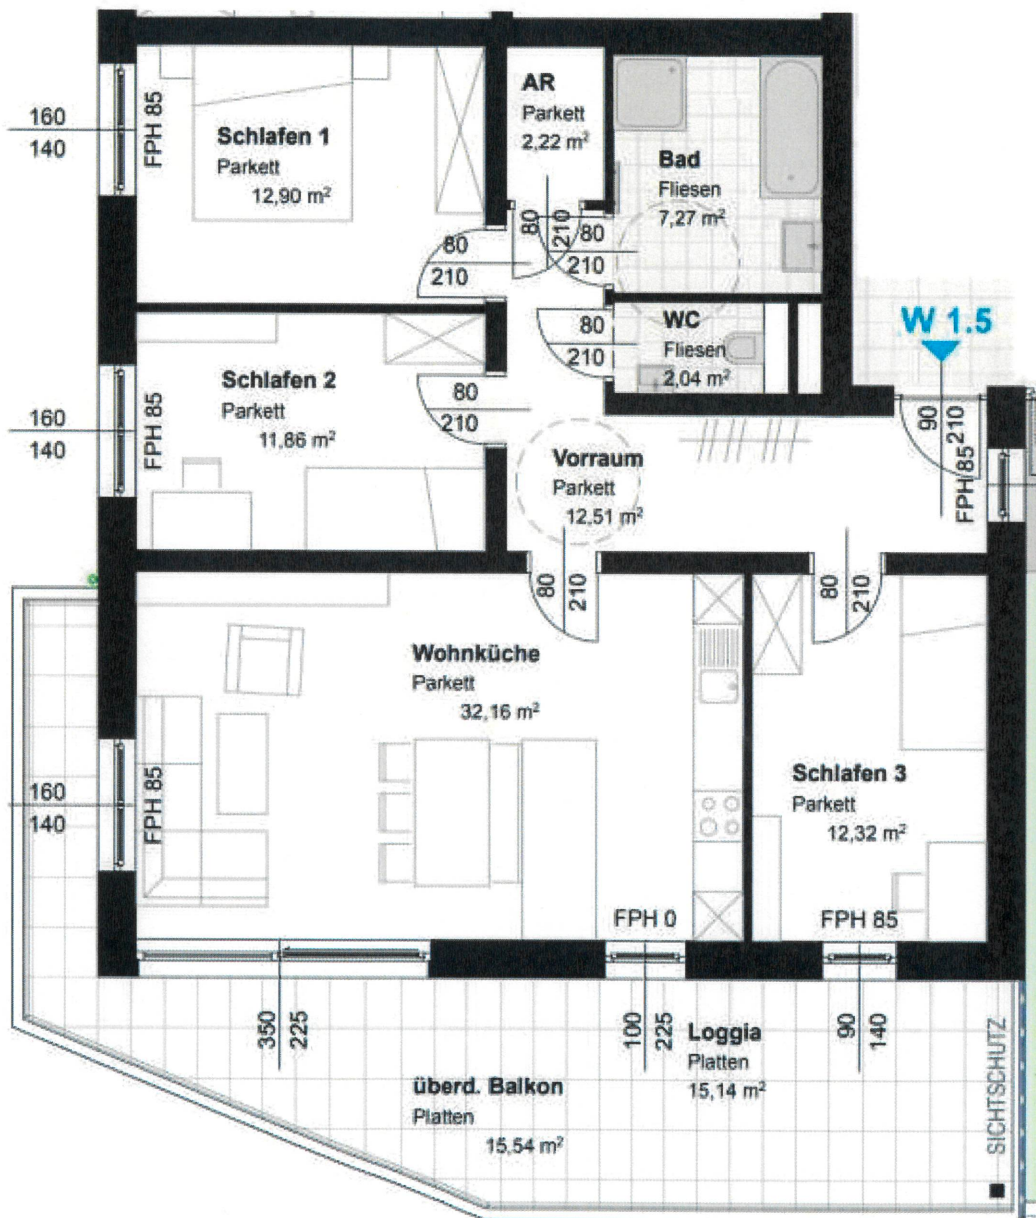 160
140
FPH 85
Schlafen 1
Parkett
12,90 m²
80
210
AR
Parkett
2,22 m²
80
210
Bad
Fliesen
7,27 m²
80
210
WC
Fliesen
2,04 m²
80
210
W 1.5
90
210
FPH 85
160
140
FPH 85
Schlafen 2
Parkett
11,86 m²
80
210
Vorraum
Parkett
12,51 m²
80
210
80
210
Wohnküche
Parkett
32,16 m²
160
140
FPH 85
Schlafen 3
Parkett
12,32 m²
FPH 0
FPH 85
350
225
100
225
90
140
Loggia
Platten
15,14 m²
überd. Balkon
Platten
15,54 m²
SICHTSCHUTZ